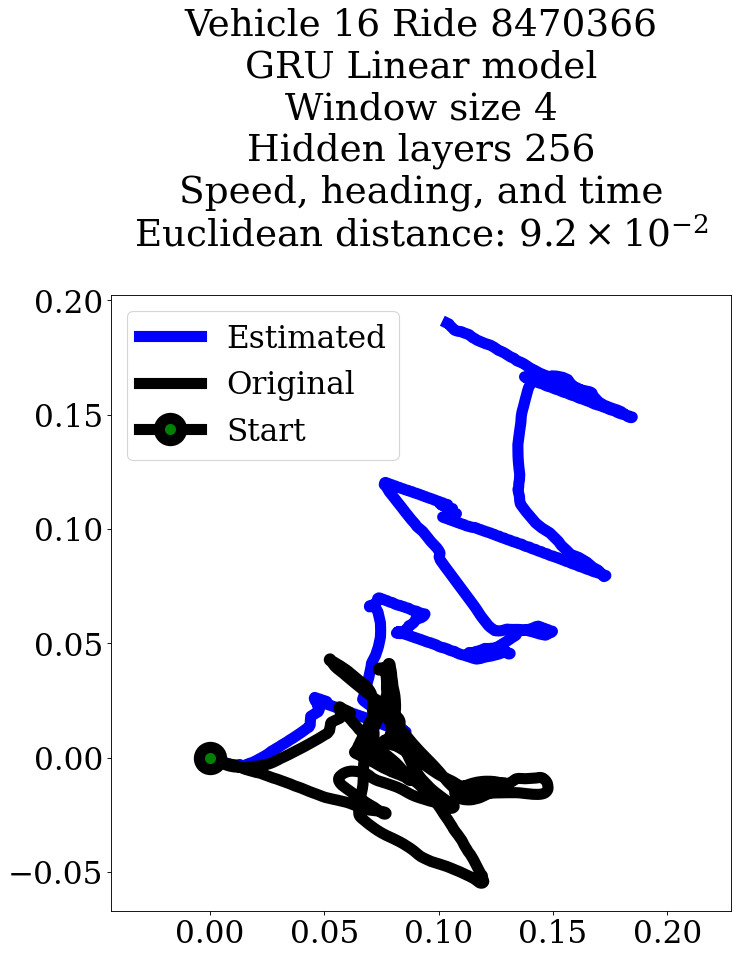 Vehicle 16 Ride 8470366
GRU Linear model
Window size 4
Hidden layers 256
Speed, heading, and time
Euclidean distance: 9.2 × 10⁻²
0.20
0.15
0.10
0.05
0.00
−0.05
Estimated
Original
Start
0.00 0.05 0.10 0.15 0.20